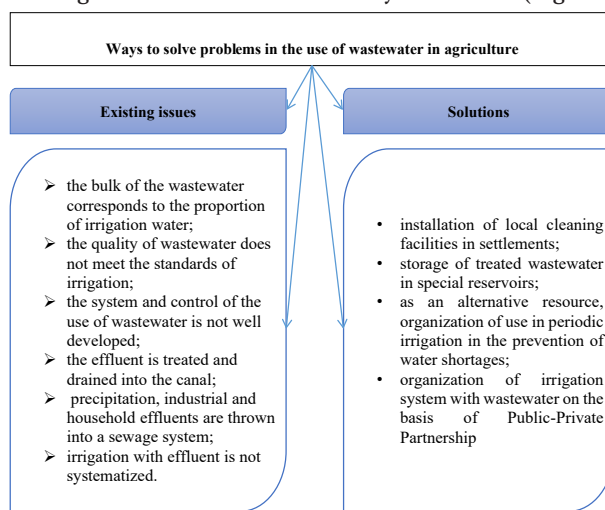 Ways to solve problems in the use of wastewater in agriculture
Existing issues
➢ the bulk of the wastewater
corresponds to the proportion
of irrigation water;
➢ the quality of wastewater does
not meet the standards of
irrigation;
➢ the system and control of the
use of wastewater is not well
developed;
➢ the effluent is treated and
drained into the canal;
➢ precipitation, industrial and
household effluents are thrown
into a sewage system;
➢ irrigation with effluent is not
systematized.
Solutions
• installation of local cleaning
facilities in settlements;
• storage of treated wastewater
in special reservoirs;
• as an alternative resource,
organization of use in periodic
irrigation in the prevention of
water shortages;
• organization of irrigation
system with wastewater on the
basis of Public-Private
Partnership